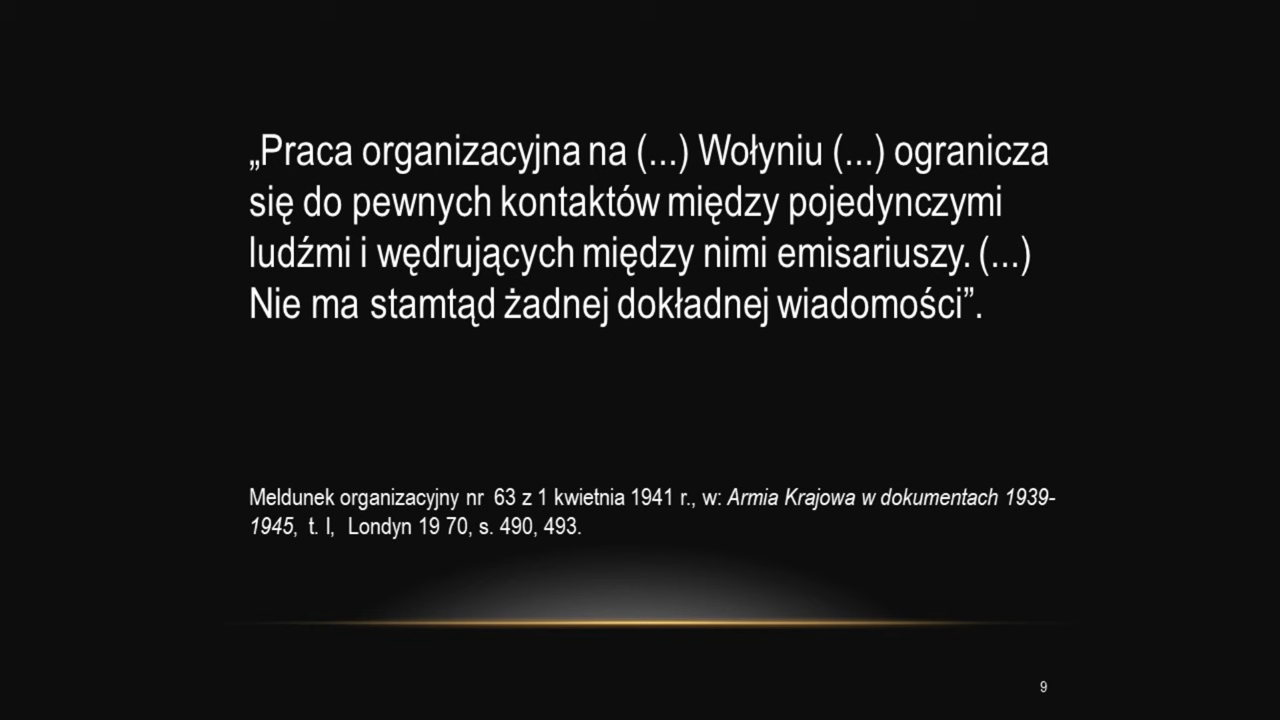 „Praca organizacyjna na (...) Wołyniu (...) ogranicza
się do pewnych kontaktów między pojedynczymi
ludźmi i wędrujących między nimi emisariuszy. (...)
Nie ma stamtąd żadnej dokładnej wiadomości”.
Meldunek organizacyjny nr 63 z 1 kwietnia 1941 r., w: Armia Krajowa w dokumentach 1939-
1945, t. I, Londyn 19 70, s. 490, 493.
9